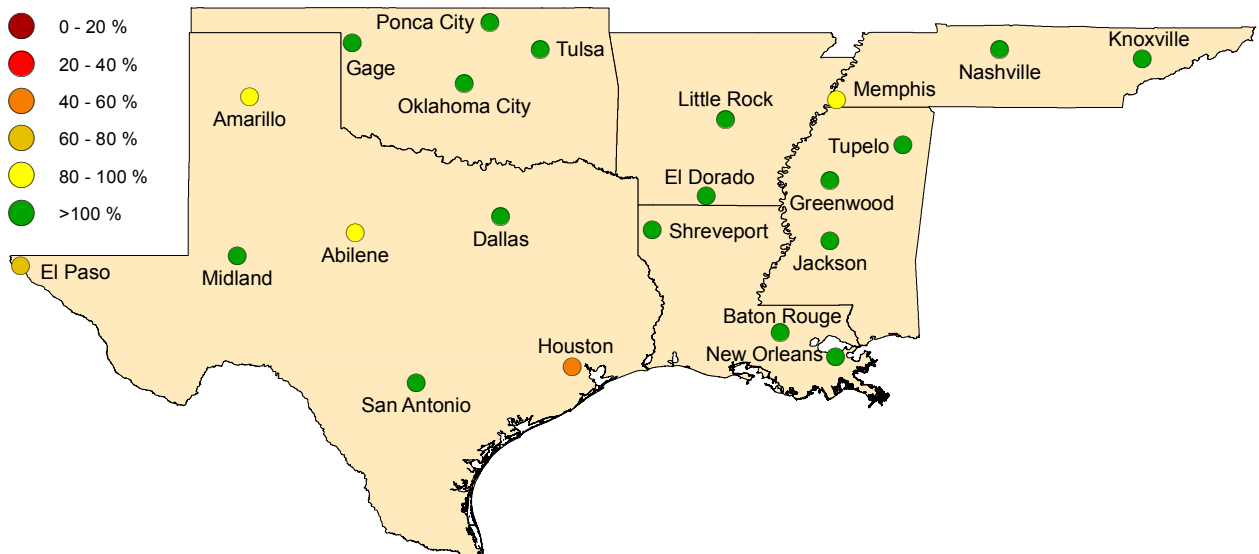 0 - 20 %
20 - 40 %
40 - 60 %
60 - 80 %
80 - 100 %
>100 %
Ponca City
Gage
Tulsa
Oklahoma City
Amarillo
Knoxville
Nashville
Memphis
Little Rock
Tupelo
El Dorado
Greenwood
Shreveport
Jackson
Dallas
Abilene
Midland
El Paso
Baton Rouge
New Orleans
Houston
San Antonio